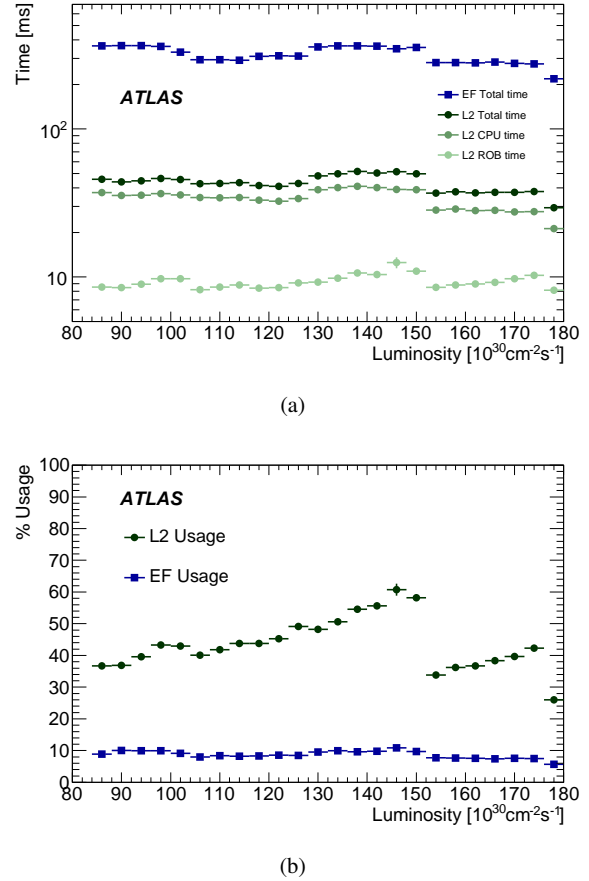 Time [ms]
ATLAS
EF Total time
L2 Total time
L2 CPU time
L2 ROB time
10²
10
80 90 100 110 120 130 140 150 160 170 180
Luminosity [10³⁰cm⁻²s⁻¹]
(a)
% Usage
ATLAS
L2 Usage
EF Usage
100
90
80
70
60
50
40
30
20
10
0
80 90 100 110 120 130 140 150 160 170 180
Luminosity [10³⁰cm⁻²s⁻¹]
(b)